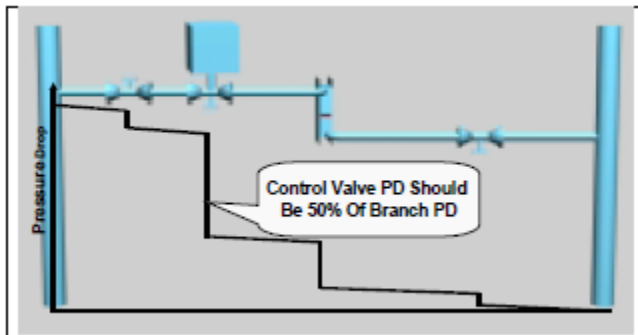 Pressure Drop
Control Valve PD Should
Be 50% Of Branch PD